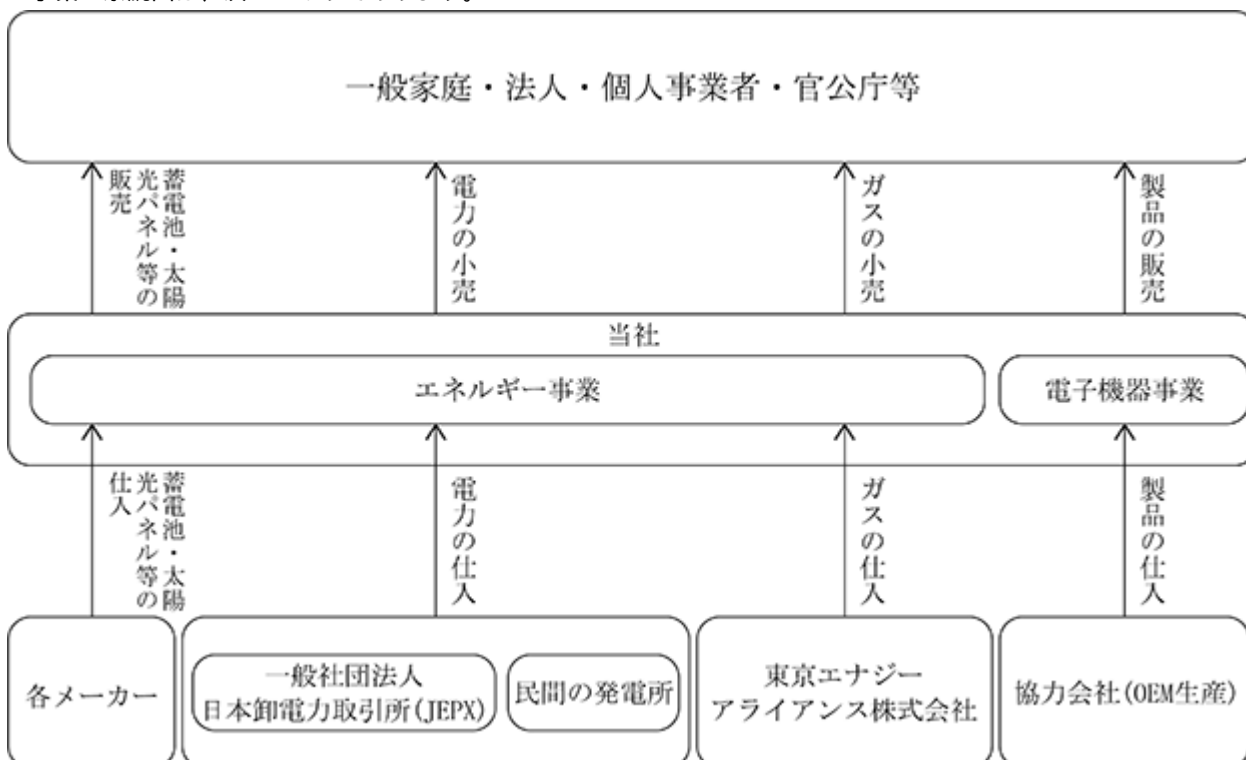 一般家庭・法人・個人事業者・官公庁等
蓄電池・太陽
光パネル等の
販売
電力の小売
ガスの小売
製品の販売
当社
エネルギー事業
電子機器事業
蓄電池・太陽
光パネル等の
仕入
電力の仕入
ガスの仕入
製品の仕入
各メーカー
一般社団法人
日本卸電力取引所(JEPX)
民間の発電所
東京エナジー
アライアンス株式会社
協力会社(OEM生産)